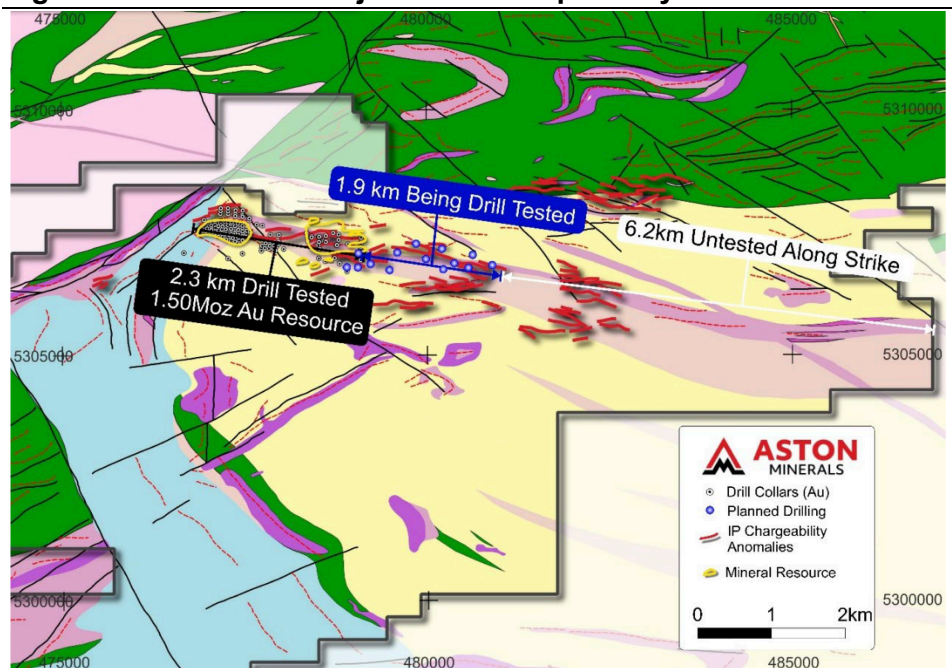 475000
480000
485000
5310000
5310000
1.9 km Being Drill Tested
6.2km Untested Along Strike
2.3 km Drill Tested
1.50Moz Au Resource
5305000
5305000
ASTON
MINERALS
Drill Collars (Au)
Planned Drilling
IP Chargeability
Anomalies
Mineral Resource
0 1 2km
5300000
5300000
475000
480000
485000